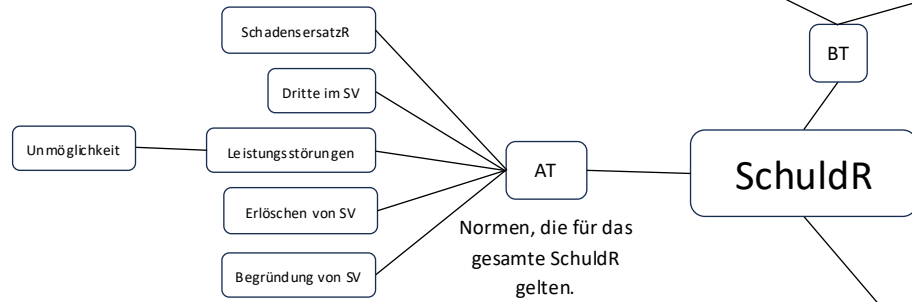 SchadensersatzR
BT
Dritte im SV
Unmöglichkeit
Leistungsstörungen
AT
SchuldR
Erlöschen von SV
Normen, die für das
gesamte SchuldR
gelten.
Begründung von SV